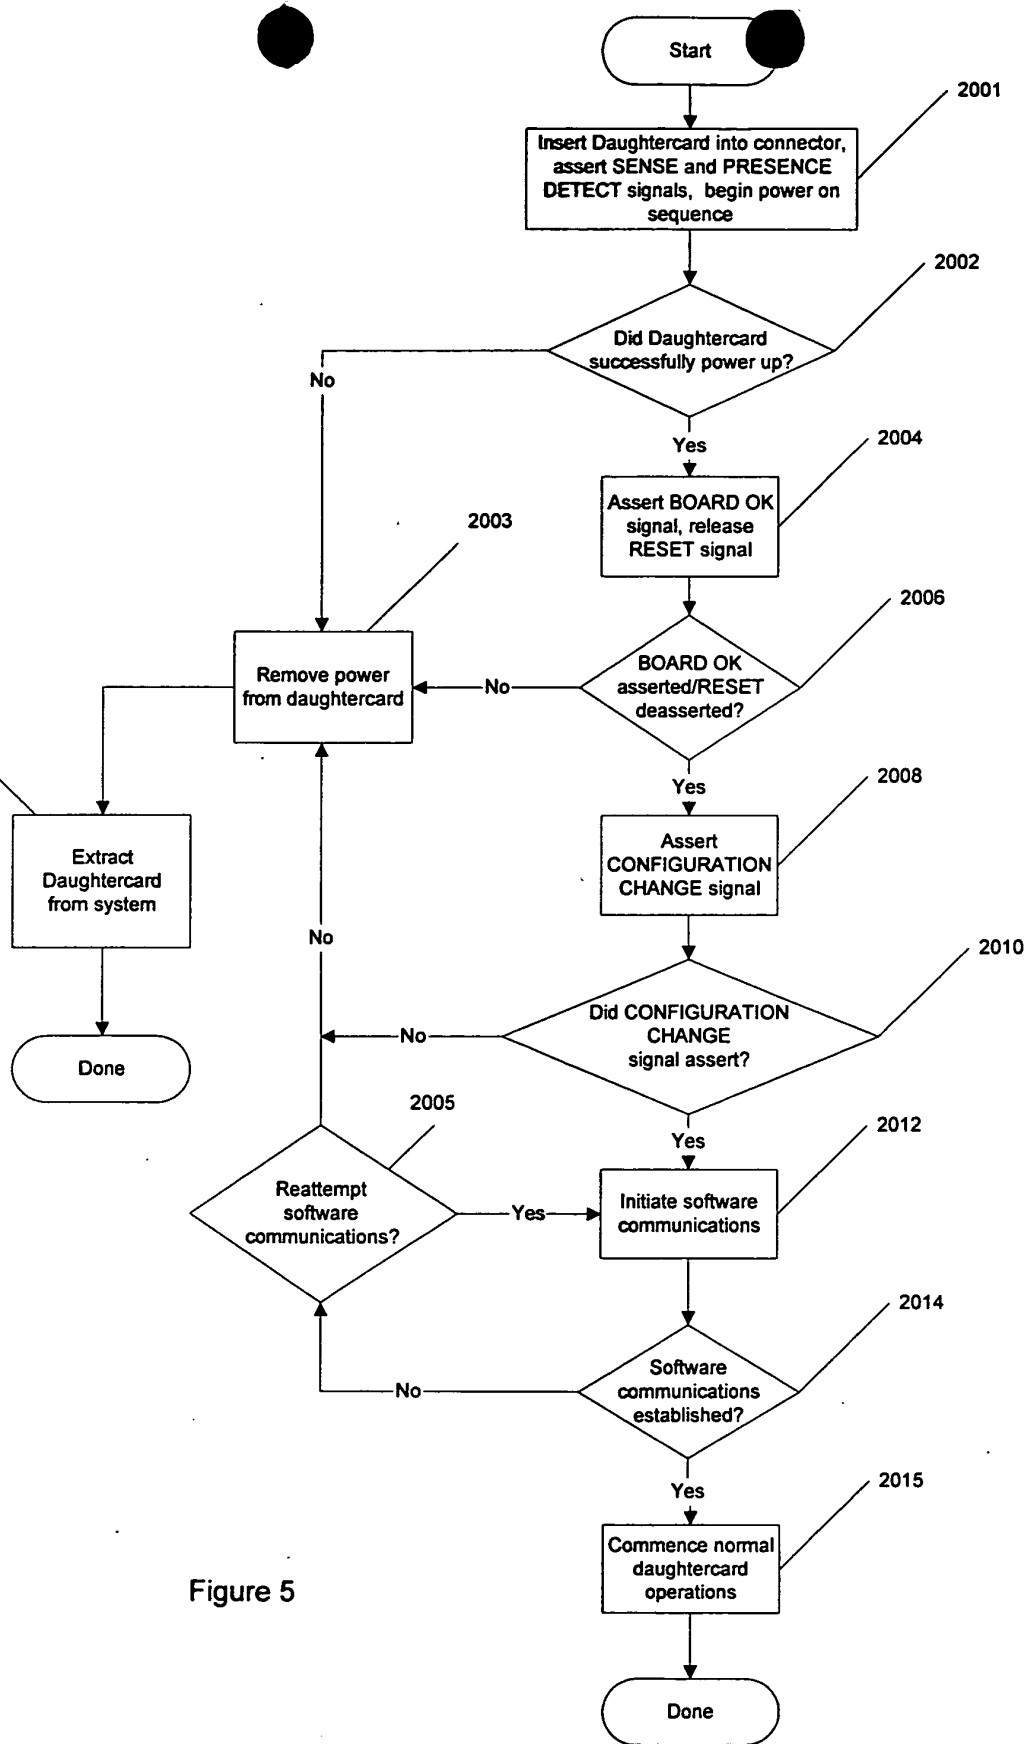 Start
2001
Insert Daughtercard into connector,
assert SENSE and PRESENCE
DETECT signals, begin power on
sequence
2002
Did Daughtercard
successfully power up?
No
Yes
2004
Assert BOARD OK
signal, release
RESET signal
2003
2006
Remove power
from daughtercard
No
BOARD OK
asserted/RESET
deasserted?
Yes
2008
Assert
CONFIGURATION
CHANGE signal
Extract
Daughtercard
from system
No
2010
Did CONFIGURATION
CHANGE
signal assert?
No
Done
2005
Yes
2012
Reattempt
software
communications?
Yes
Initiate software
communications
2014
Software
communications
established?
No
Yes
2015
Commence normal
daughtercard
operations
Figure 5
Done